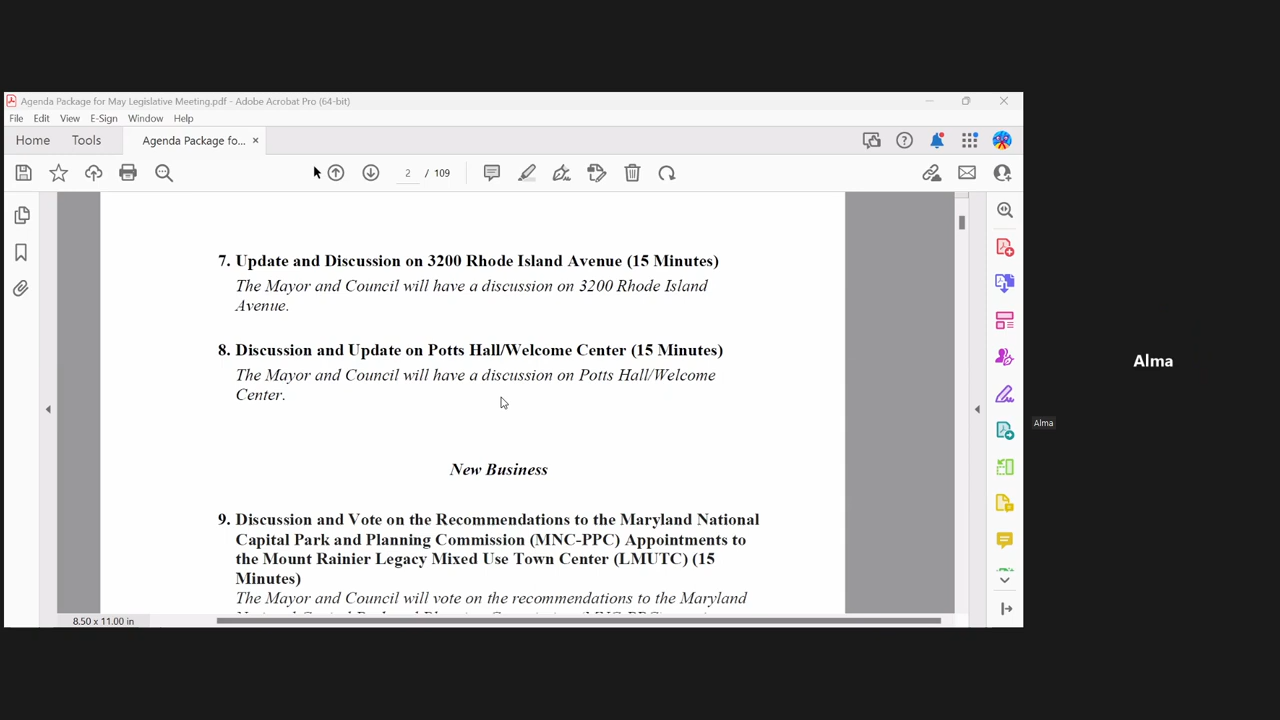 Agenda Package for May Legislative Meeting.pdf - Adobe Acrobat Pro (64-bit)
File Edit View E-Sign Window Help
Home Tools Agenda Package fo... ×
2 / 109
7. Update and Discussion on 3200 Rhode Island Avenue (15 Minutes)
The Mayor and Council will have a discussion on 3200 Rhode Island
Avenue.
8. Discussion and Update on Potts Hall/Welcome Center (15 Minutes)
The Mayor and Council will have a discussion on Potts Hall/Welcome
Center.
New Business
9. Discussion and Vote on the Recommendations to the Maryland National
Capital Park and Planning Commission (MNC-PPC) Appointments to
the Mount Rainier Legacy Mixed Use Town Center (LMUTC) (15
Minutes)
The Mayor and Council will vote on the recommendations to the Maryland
8.50 x 11.00 in
Alma
Alma